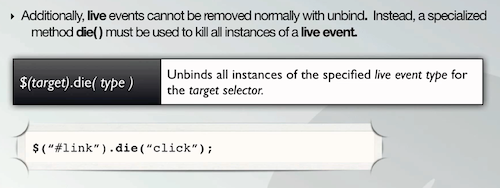 Additionally, live events cannot be removed normally with unbind. Instead, a specialized
method die() must be used to kill all instances of a live event.
$(target).die( type )
Unbinds all instances of the specified live event type for
the target selector.
$(“#link”).die(“click”);